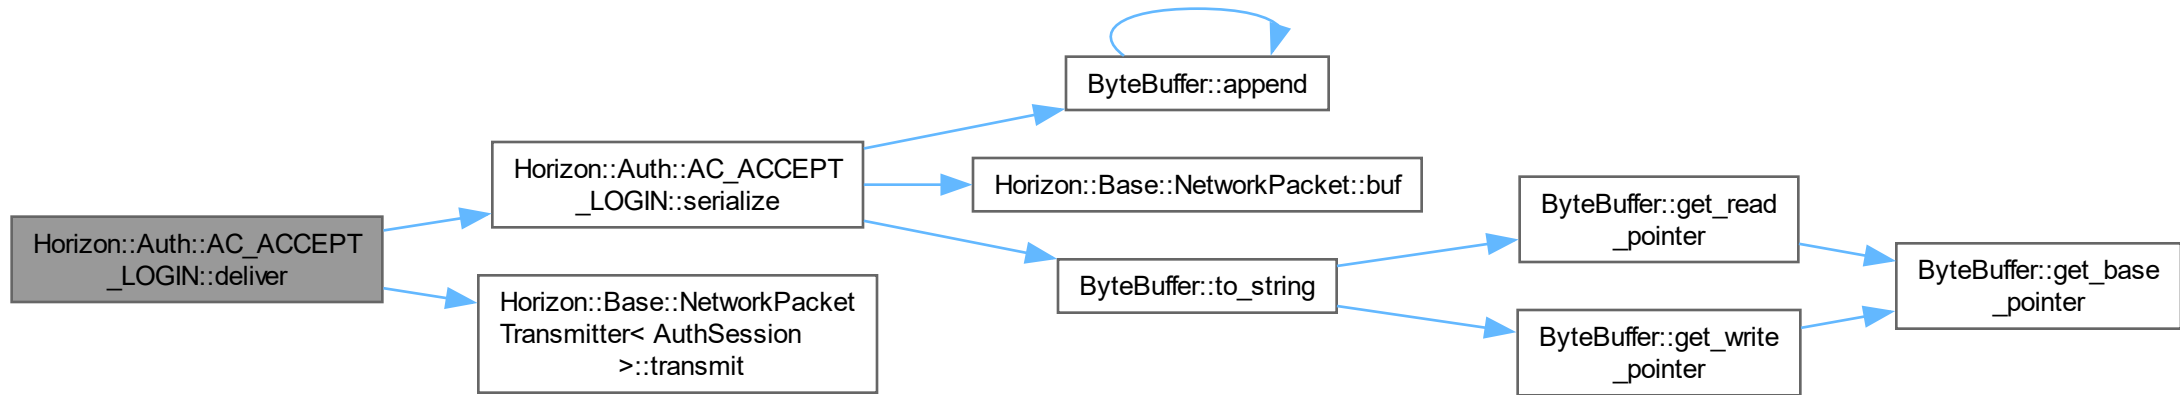 Horizon::Auth::AC_ACCEPT
_LOGIN::deliver
Horizon::Auth::AC_ACCEPT
_LOGIN::serialize
Horizon::Base::NetworkPacket
Transmitter< AuthSession
>::transmit
ByteBuffer::append
Horizon::Base::NetworkPacket::buf
ByteBuffer::to_string
ByteBuffer::get_read
_pointer
ByteBuffer::get_write
_pointer
ByteBuffer::get_base
_pointer